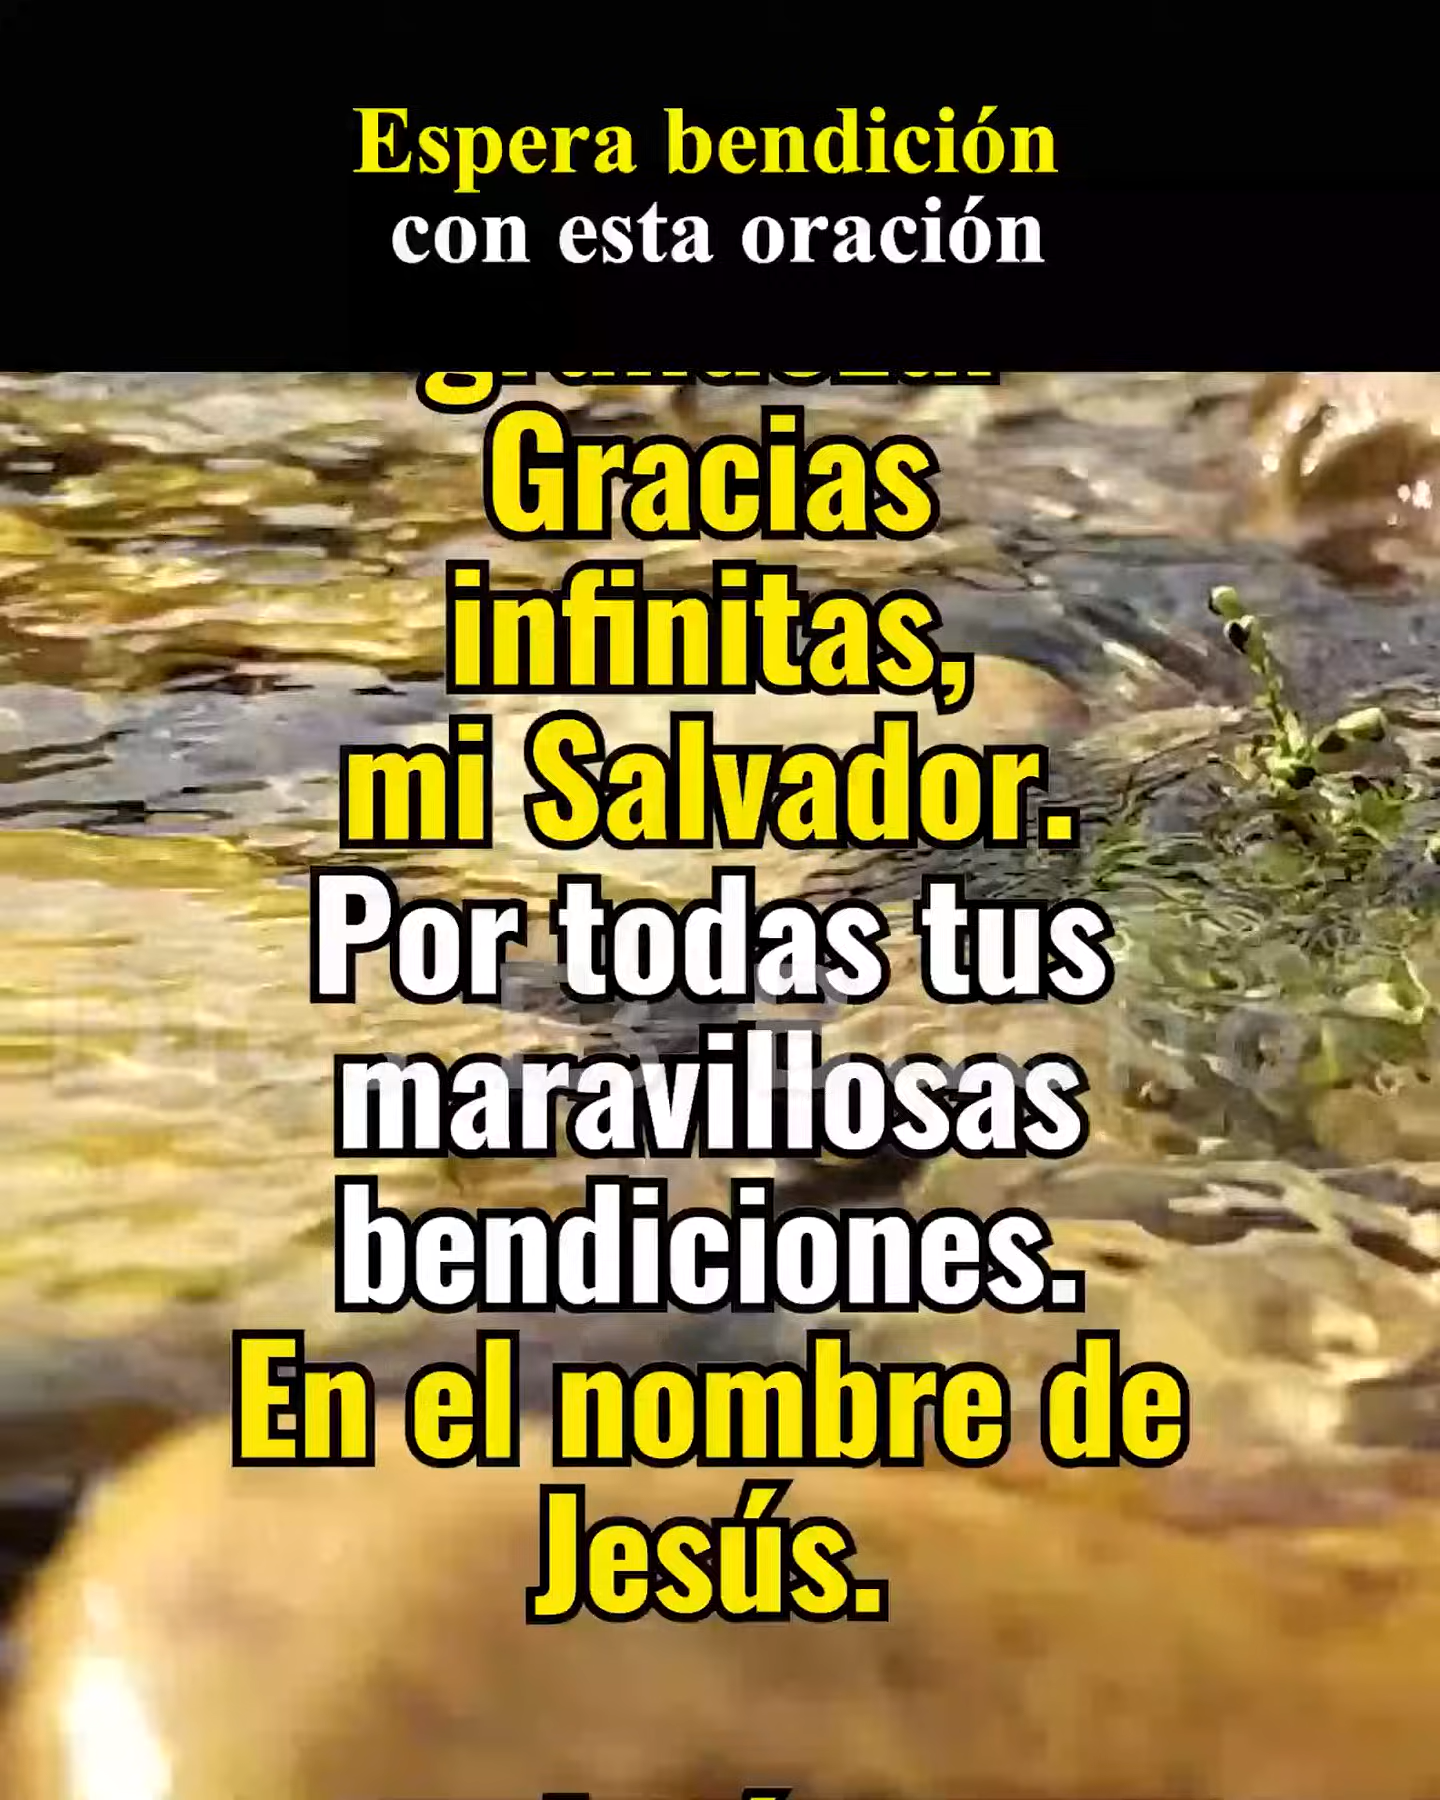 Espera bendición
con esta oración
Gracias
infinitas,
mi Salvador.
Por todas tus
maravillosas
bendiciones.
En el nombre de
Jesús.